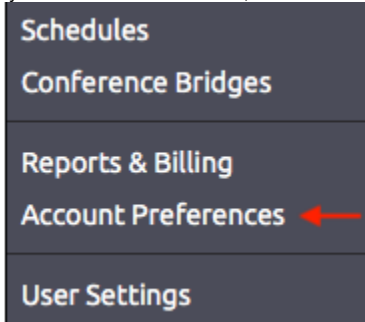 Schedules
Conference Bridges
Reports & Billing
Account Preferences
User Settings